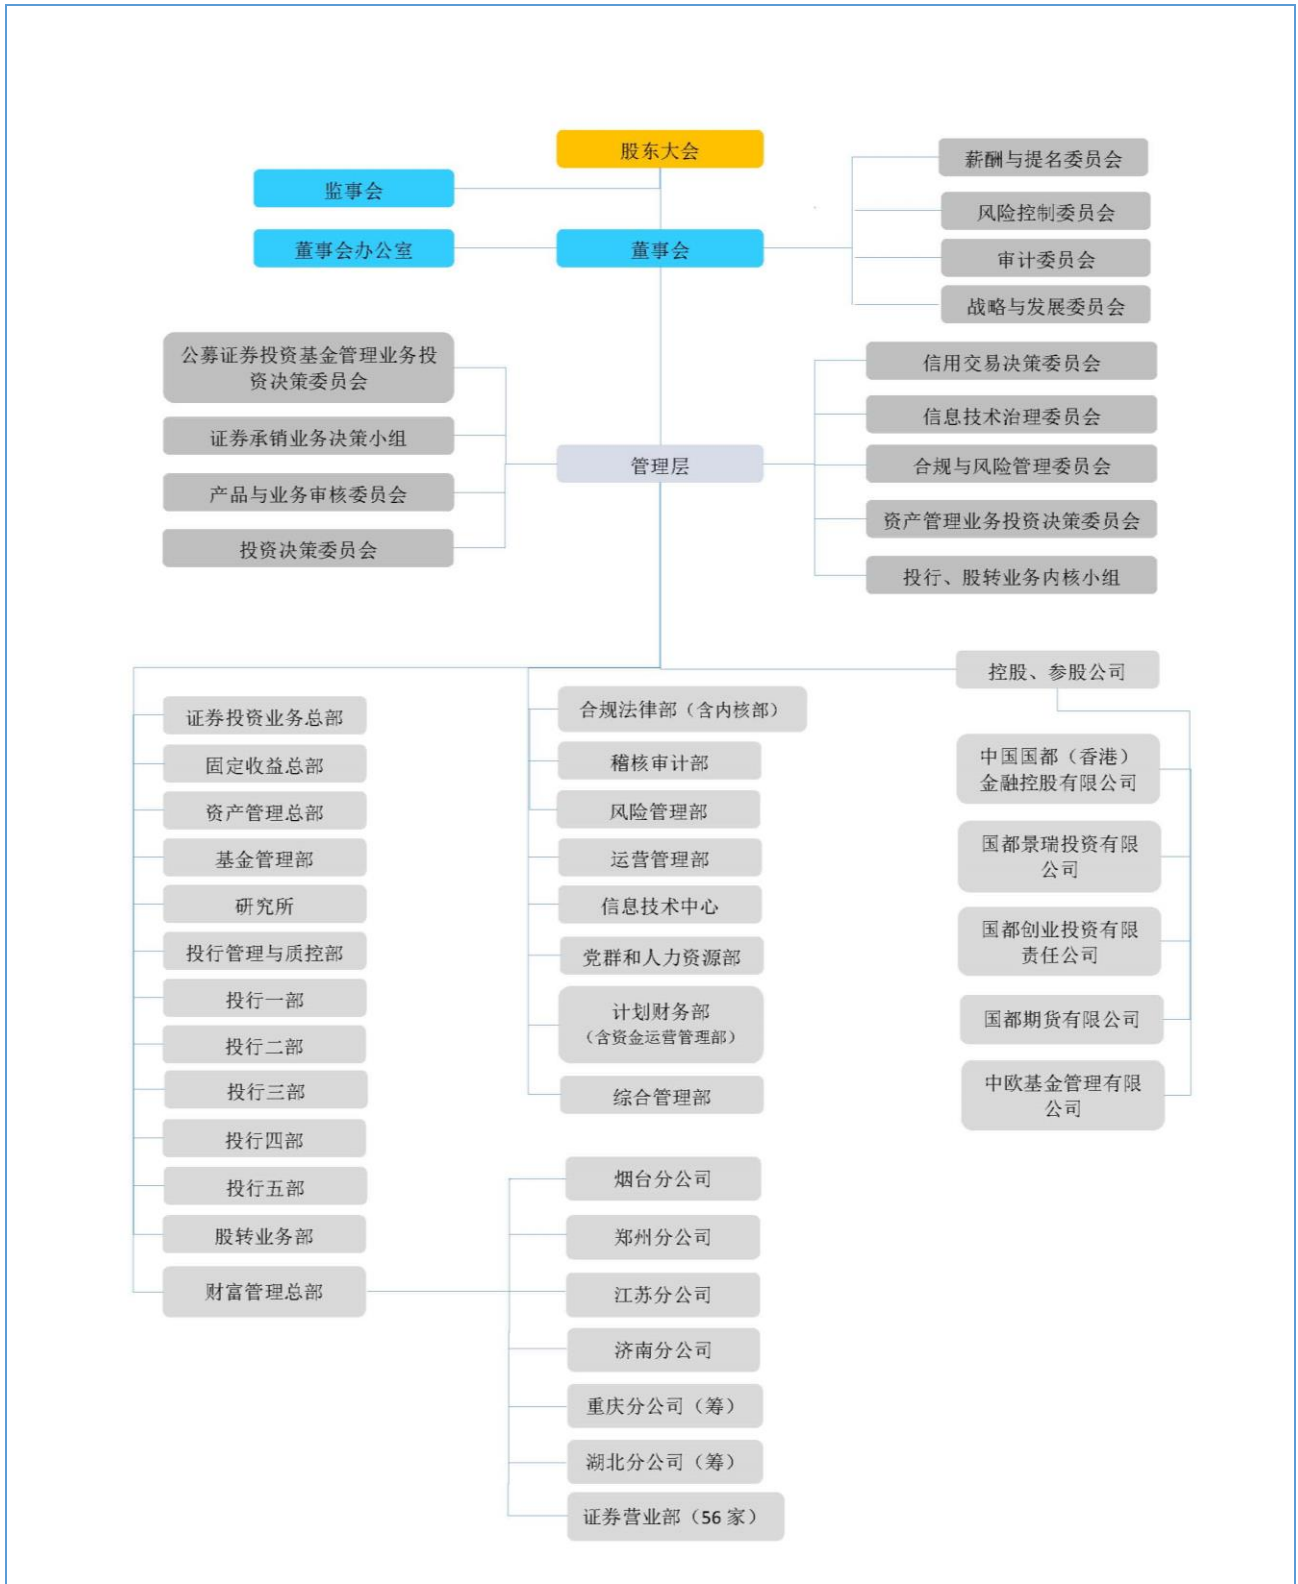 股东大会
监事会
董事会办公室
董事会
薪酬与提名委员会
风险控制委员会
审计委员会
战略与发展委员会
公募证券投资基金管理业务投
资决策委员会
证券承销业务决策小组
产品与业务审核委员会
投资决策委员会
管理层
信用交易决策委员会
信息技术治理委员会
合规与风险管理委员会
资产管理业务投资决策委员会
投行、股转业务内核小组
证券投资业务总部
固定收益总部
资产管理总部
基金管理部
研究所
投行管理与质控部
投行一部
投行二部
投行三部
投行四部
投行五部
股转业务部
财富管理总部
合规法律部（含内核部）
稽核审计部
风险管理部
运营管理部
信息技术中心
党群和人力资源部
计划财务部
（含资金运营管理部）
综合管理部
控股、参股公司
中国国都（香港）
金融控股有限公司
国都景瑞投资有限
公司
国都创业投资有限
责任公司
国都期货有限公司
中欧基金管理有限
公司
烟台分公司
郑州分公司
江苏分公司
济南分公司
重庆分公司（筹）
湖北分公司（筹）
证券营业部（56 家）